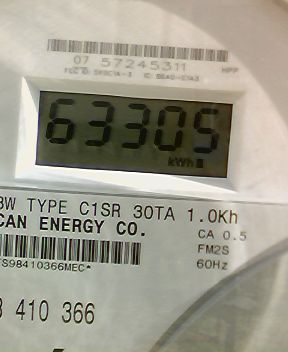 07 57245311
HPP
63305
kWh
3W TYPE C1SR 30TA 1.0Kh
CAN ENERGY CO.
CA 0.5
FM2S
60Hz
S98410366MEC*
410 366